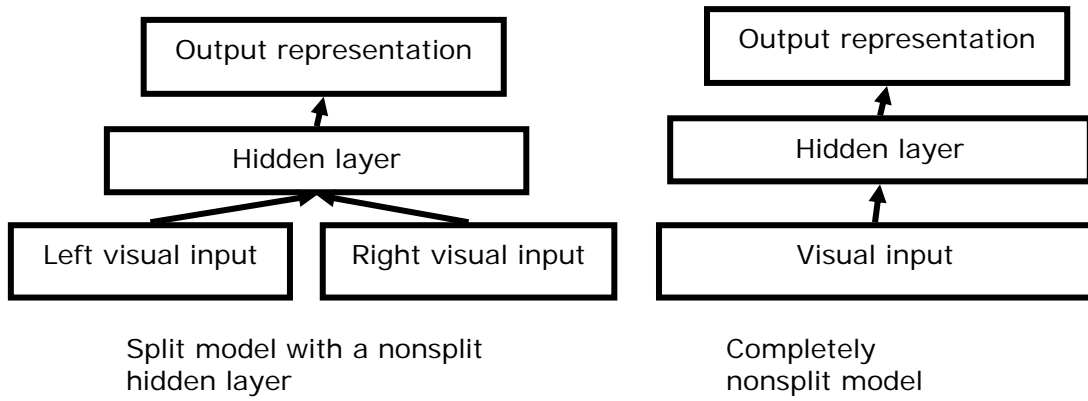 Output representation
Hidden layer
Left visual input
Right visual input
Split model with a nonsplit
hidden layer
Output representation
Hidden layer
Visual input
Completely
nonsplit model